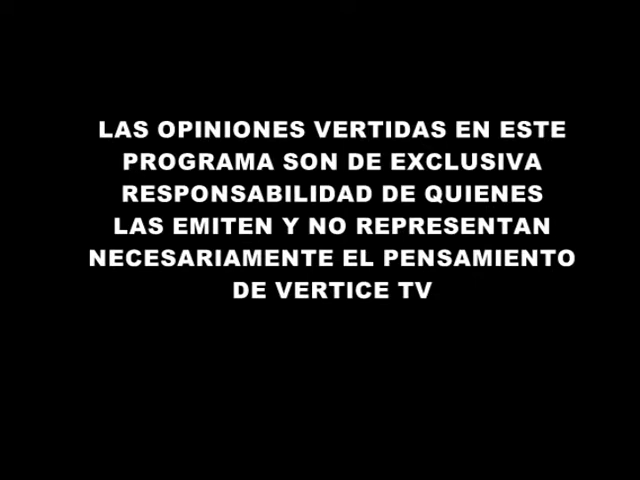 LAS OPINIONES VERTIDAS EN ESTE
PROGRAMA SON DE EXCLUSIVA
RESPONSABILIDAD DE QUIENES
LAS EMITEN Y NO REPRESENTAN
NECESARIAMENTE EL PENSAMIENTO
DE VERTICE TV